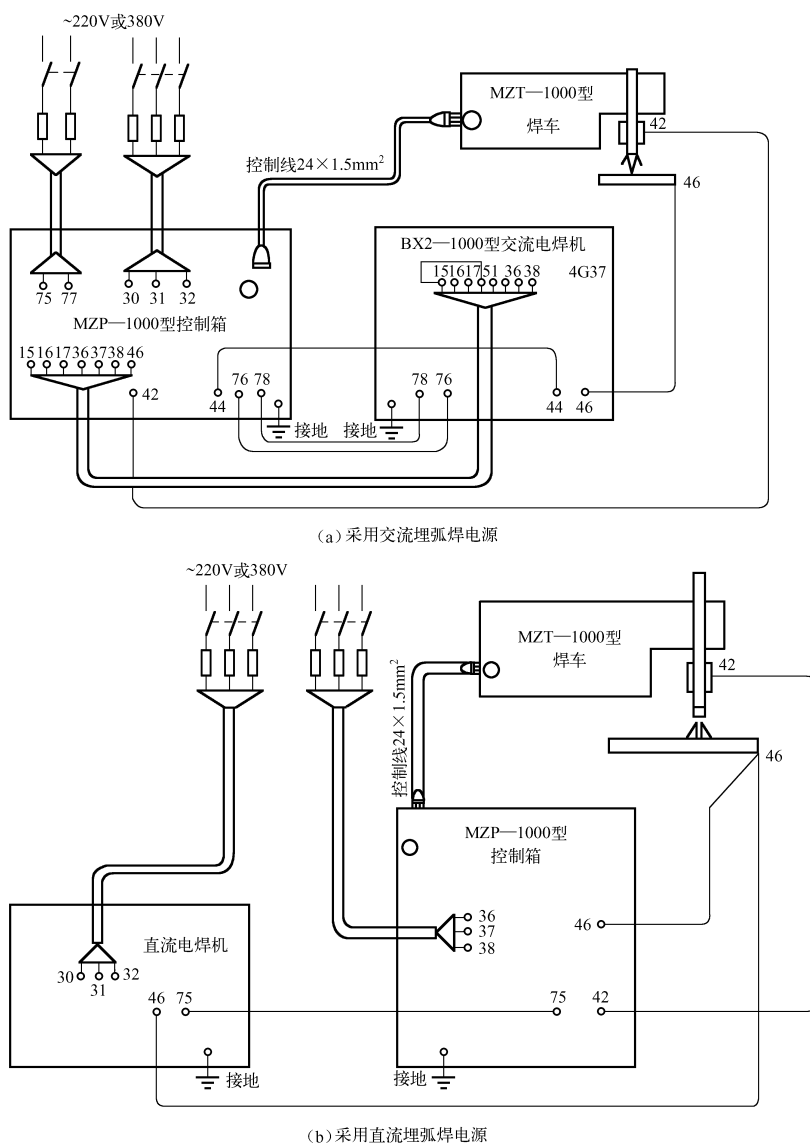 ~220V或380V
MZT—1000型
焊车
42
控制线24×1.5mm²
46
BX2—1000型交流电焊机
15 16 17 51 36 38 4G37
75 77 30 31 32
MZP—1000型控制箱
15 16 17 36 37 38 46
42 44 76 78 78 76 44 46
接地 接地
(a)采用交流埋弧焊电源
~220V或380V
MZT—1000型
焊车
42
控制线24×1.5mm²
46
MZP—1000型
控制箱
36
37
38
46
直流电焊机
30 31 32
46 75 75 42
接地 接地
(b)采用直流埋弧焊电源